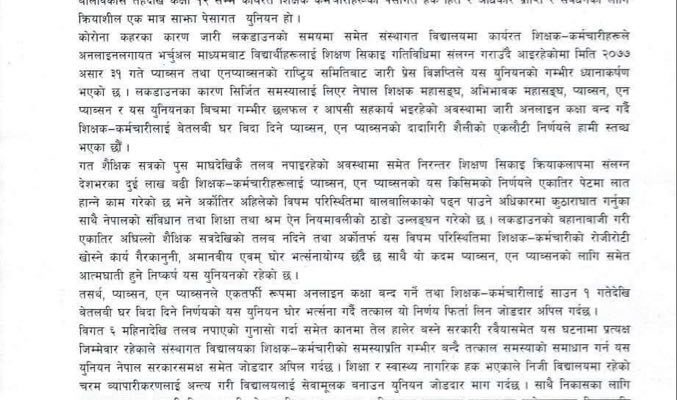 बालविकास तहदेखि कक्षा १२ सम्म कार्यरत शिक्षक कर्मचारीहरूको पेसागत हक हित र अधिकार प्राप्ति र संवर्धनका लागि
क्रियाशील एक मात्र साझा पेसागत युनियन हो ।
कोरोना कहरका कारण जारी लकडाउनको समयमा समेत संस्थागत विद्यालयमा कार्यरत शिक्षक-कर्मचारीहरूले
अनलाइनलगायत भर्चुअल माध्यमबाट विद्यार्थीहरूलाई शिक्षण सिकाइ गतिविधिमा संलग्न गराउँदै आइरहेकोमा मिति २०७७
असार ३१ गते प्याब्सन तथा एनप्याब्सनको राष्ट्रिय समितिबाट जारी प्रेस विज्ञप्तिले यस युनियनको गम्भीर ध्यानाकर्षण
भएको छ । लकडाउनका कारण सिर्जित समस्यालाई लिएर नेपाल शिक्षक महासङ्घ, अभिभावक महासङ्घ, प्याब्सन, एन
प्याब्सन र यस युनियनका बिचमा गम्भीर छलफल र आपसी सहकार्य भइरहेको अवस्थामा जारी अनलाइन कक्षा बन्द गर्दै
शिक्षक-कर्मचारीलाई बेतलबी घर विदा दिने प्याब्सन, एन प्याब्सनको दादागिरी शैलीको एकलौटी निर्णयले हामी स्तब्ध
भएका छौं ।
गत शैक्षिक सत्रको पुस माघदेखिकै तलव नपाइरहेको अवस्थामा समेत निरन्तर शिक्षण सिकाइ क्रियाकलापमा संलग्न
देशभरका दुई लाख बढी शिक्षक-कर्मचारीहरूलाई प्याब्सन, एन प्याब्सनको यस किसिमको निर्णयले एकातिर पेटमा लात
हान्ने काम गरेको छ भने अर्कोतिर अहिलेको विषम परिस्थितिमा बालबालिकाको पढ्न पाउने अधिकारमा कुठाराघात गर्नुका
साथै नेपालको संविधान तथा शिक्षा तथा श्रम ऐन नियमावलीको ठाडो उल्लङ्घन गरेको छ । लकडाउनको बहानाबाजी गरी
एकातिर अघिल्लो शैक्षिक सत्रदेखिको तलव नदिने तथा अर्कोतर्फ यस विषम परिस्थितिमा शिक्षक-कर्मचारीको रोजीरोटी
खोस्ने कार्य गैरकानुनी, अमानवीय एवम् घोर भर्त्सनायोग्य छँदै छ साथै यो कदम प्याब्सन, एन प्याब्सनको लागि समेत
आत्मघाती हुने निष्कर्ष यस युनियनको रहेको छ ।
तसर्थ, प्याब्सन, एन प्याब्सनले एकतर्फी रूपमा अनलाइन कक्षा बन्द गर्ने तथा शिक्षक-कर्मचारीलाई साउन १ गतेदेखि
बेतलबी घर विदा दिने निर्णयको यस युनियन घोर भर्त्सना गर्दै तत्काल यो निर्णय फिर्ता लिन जोडदार अपिल गर्दछ ।
विगत ६ महिनादेखि तलव नपाएको गुनासो गर्दा समेत कानमा तेल हालेर बस्ने सरकारी रवैयासमेत यस घटनामा प्रत्यक्ष
जिम्मेवार रहेकाले संस्थागत विद्यालयका शिक्षक-कर्मचारीको समस्याप्रति गम्भीर बन्दै तत्काल समस्याको समाधान गर्न यस
युनियन नेपाल सरकारसमक्ष समेत जोडदार अपिल गर्दछ । शिक्षा र स्वास्थ्य नागरिक हक भएकाले निजी विद्यालयमा रहेको
चरम व्यापारीकरणलाई अन्त्य गरी विद्यालयलाई सेवामूलक बनाउन युनियन जोडदार माग गर्दछ । साथै निकासका लागि